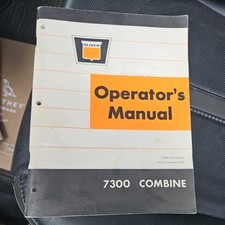 OLIVER
Operator's
Manual
7300 COMBINE